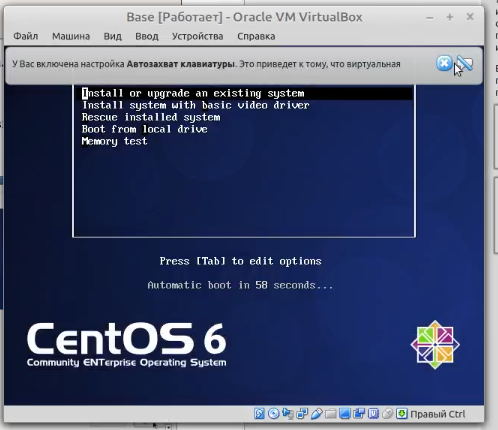 Base [Работает] - Oracle VM VirtualBox
Файл Машина Вид Ввод Устройства Справка
У Вас включена настройка Автозахват клавиатуры. Это приведет к тому, что виртуальная
Install or upgrade an existing system
Install system with basic video driver
Rescue installed system
Boot from local drive
Memory test
Press [Tab] to edit options
Automatic boot in 58 seconds...
CentOS 6
Community ENTerprise Operating System
Правый Ctrl